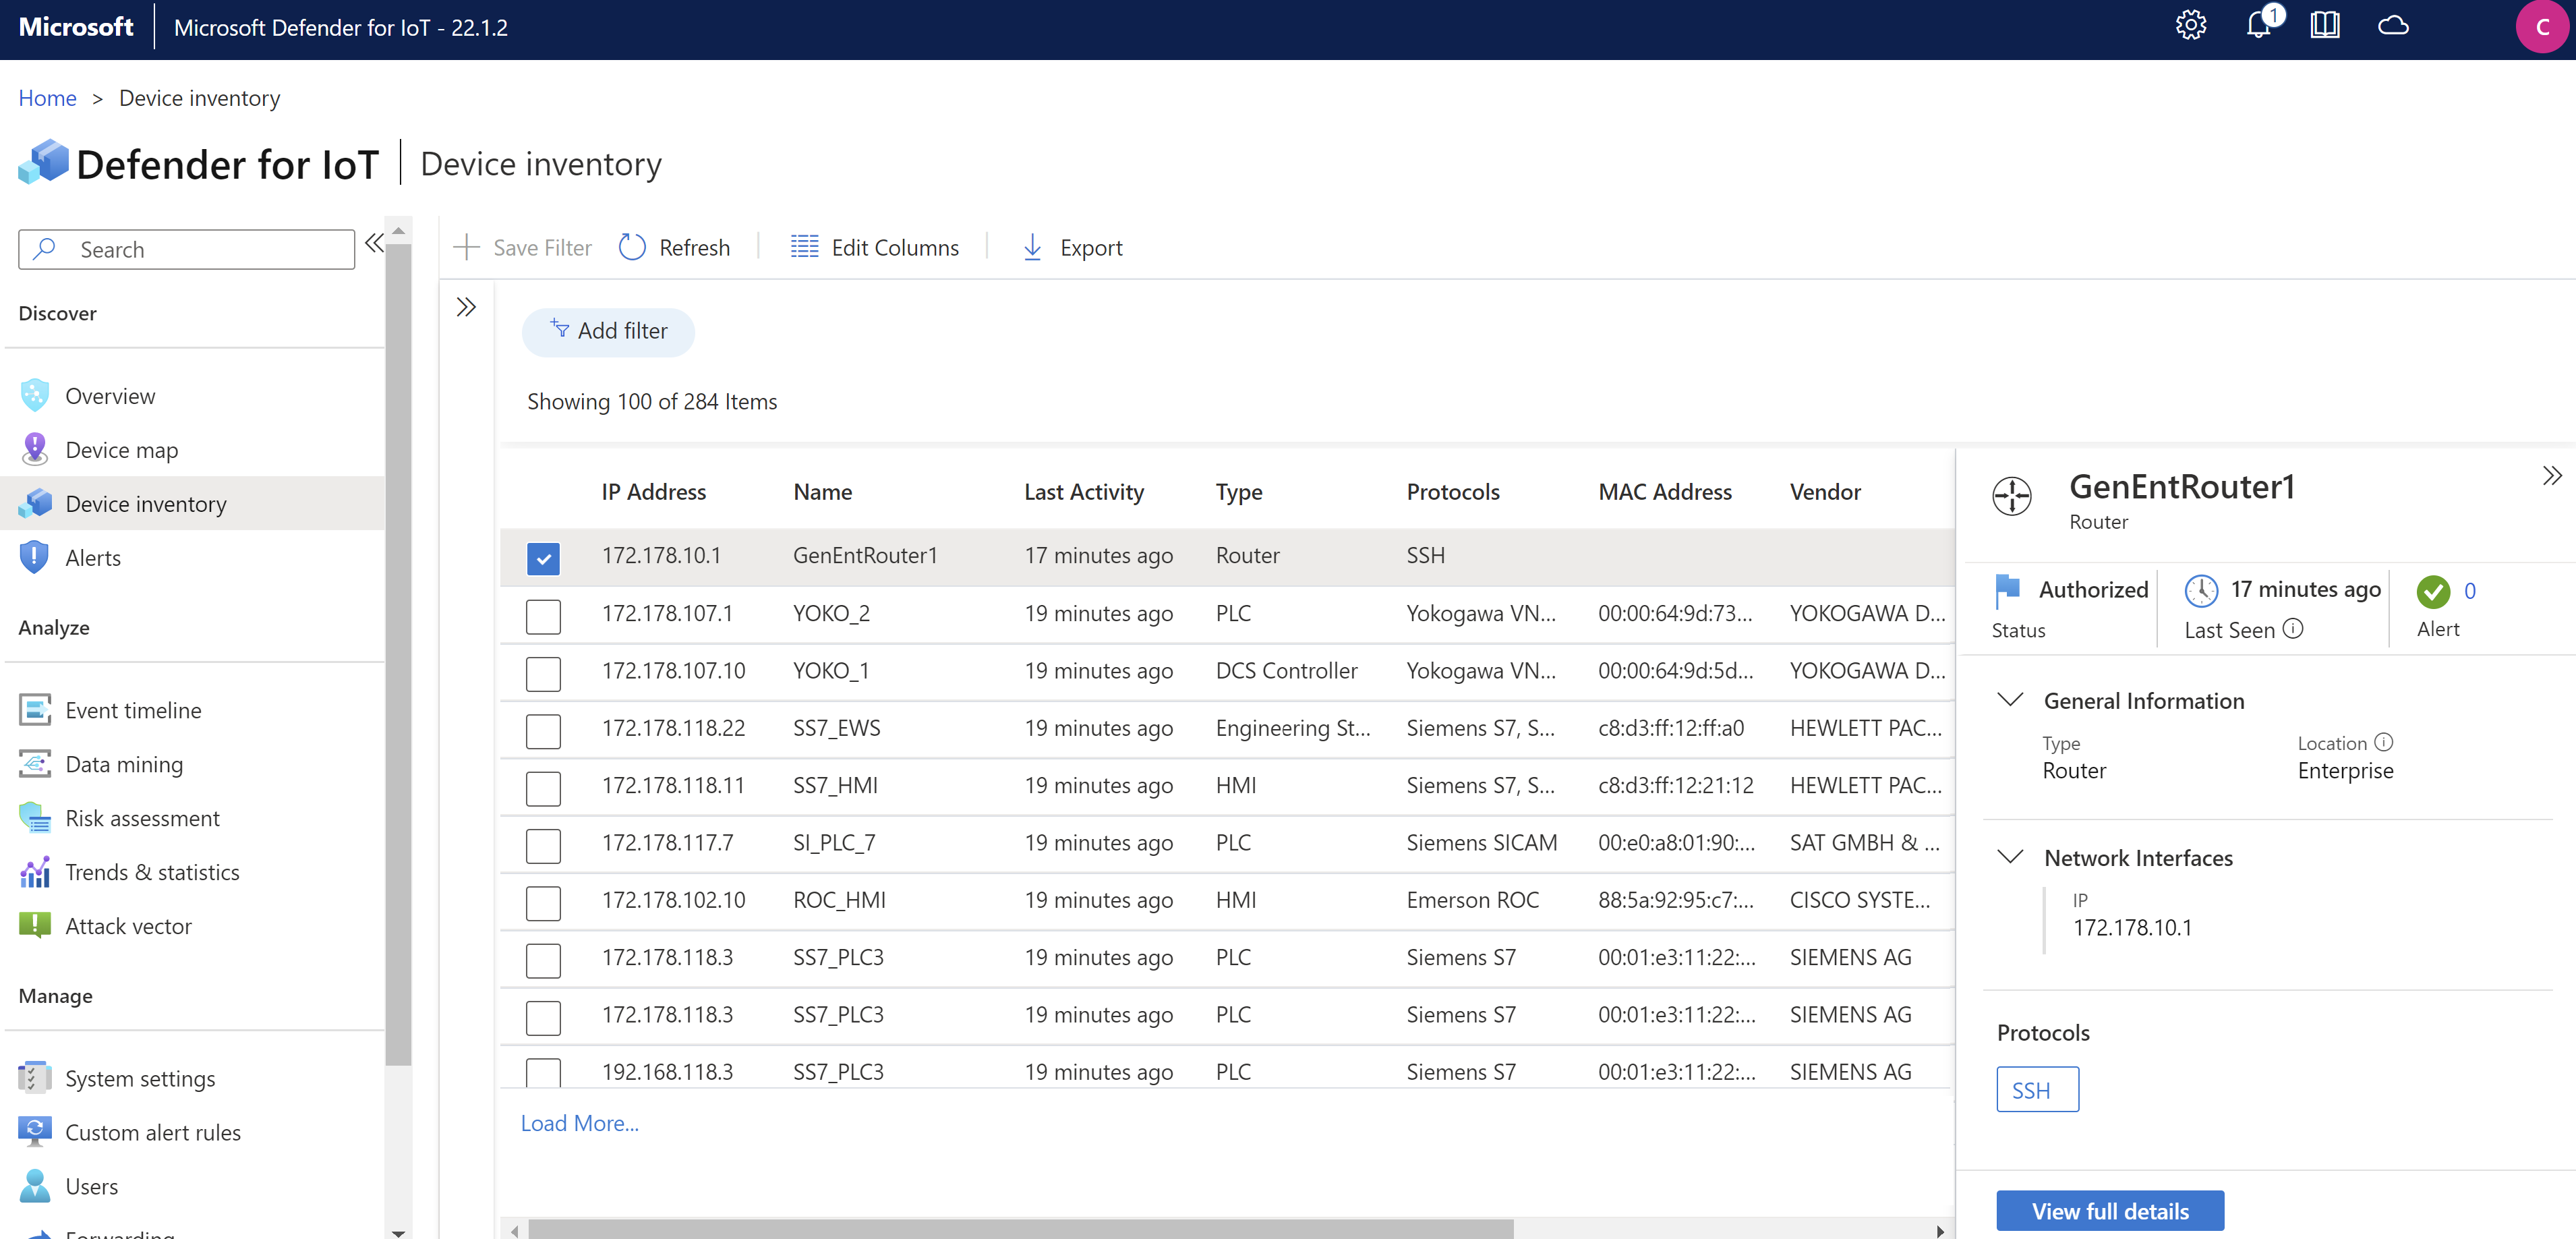 Microsoft Microsoft Defender for IoT - 22.1.2 1 C
Home > Device inventory
Defender for IoT Device inventory
Search
Discover
Overview
Device map
Device inventory
Alerts
Analyze
Event timeline
Data mining
Risk assessment
Trends & statistics
Attack vector
Manage
System settings
Custom alert rules
Users
Forwarding
Save Filter Refresh Edit Columns Export
Add filter
Showing 100 of 284 Items
IP Address Name Last Activity Type Protocols MAC Address Vendor
172.178.10.1 GenEntRouter1 17 minutes ago Router SSH
172.178.107.1 YOKO_2 19 minutes ago PLC Yokogawa VN... 00:00:64:9d:73... YOKOGAWA D...
172.178.107.10 YOKO_1 19 minutes ago DCS Controller Yokogawa VN... 00:00:64:9d:5d... YOKOGAWA D...
172.178.118.22 SS7_EWS 19 minutes ago Engineering St... Siemens S7, S... c8:d3:ff:12:ff:a0 HEWLETT PAC...
172.178.118.11 SS7_HMI 19 minutes ago HMI Siemens S7, S... c8:d3:ff:12:21:12 HEWLETT PAC...
172.178.117.7 SI_PLC_7 19 minutes ago PLC Siemens SICAM 00:e0:a8:01:90:... SAT GMBH & ...
172.178.102.10 ROC_HMI 19 minutes ago HMI Emerson ROC 88:5a:92:95:c7:... CISCO SYSTE...
172.178.118.3 SS7_PLC3 19 minutes ago PLC Siemens S7 00:01:e3:11:22:... SIEMENS AG
172.178.118.3 SS7_PLC3 19 minutes ago PLC Siemens S7 00:01:e3:11:22:... SIEMENS AG
192.168.118.3 SS7_PLC3 19 minutes ago PLC Siemens S7 00:01:e3:11:22:... SIEMENS AG
Load More...
GenEntRouter1
Router
Authorized 17 minutes ago 0
Status Last Seen Alert
General Information
Type Location
Router Enterprise
Network Interfaces
IP
172.178.10.1
Protocols
SSH
View full details